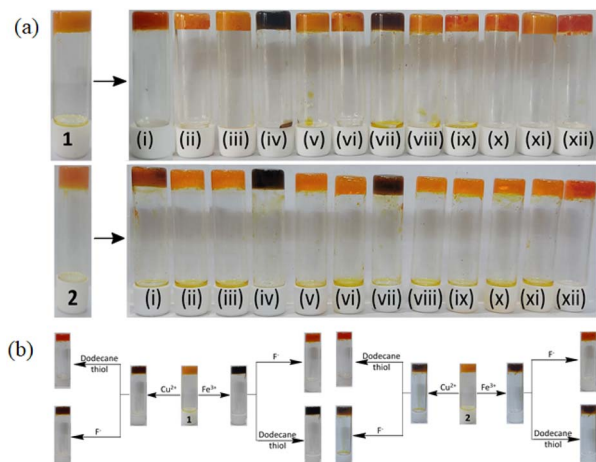 (a)
1
(i) (ii) (iii) (iv) (v) (vi) (vii) (viii) (ix) (x) (xi) (xii)
2
(i) (ii) (iii) (iv) (v) (vi) (vii) (viii) (ix) (x) (xi) (xii)
(b)
Dodecane
thiol
F⁻
Cu²⁺
1
Fe³⁺
F⁻
Dodecane
thiol
Dodecane
thiol
F⁻
Cu²⁺
2
Fe³⁺
F⁻
Dodecane
thiol